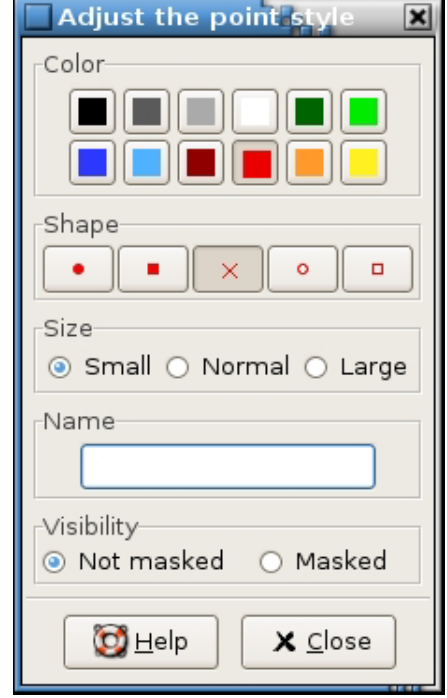 Adjust the point style
Color
Shape
Size
Small Normal Large
Name
Visibility
Not masked Masked
Help Close